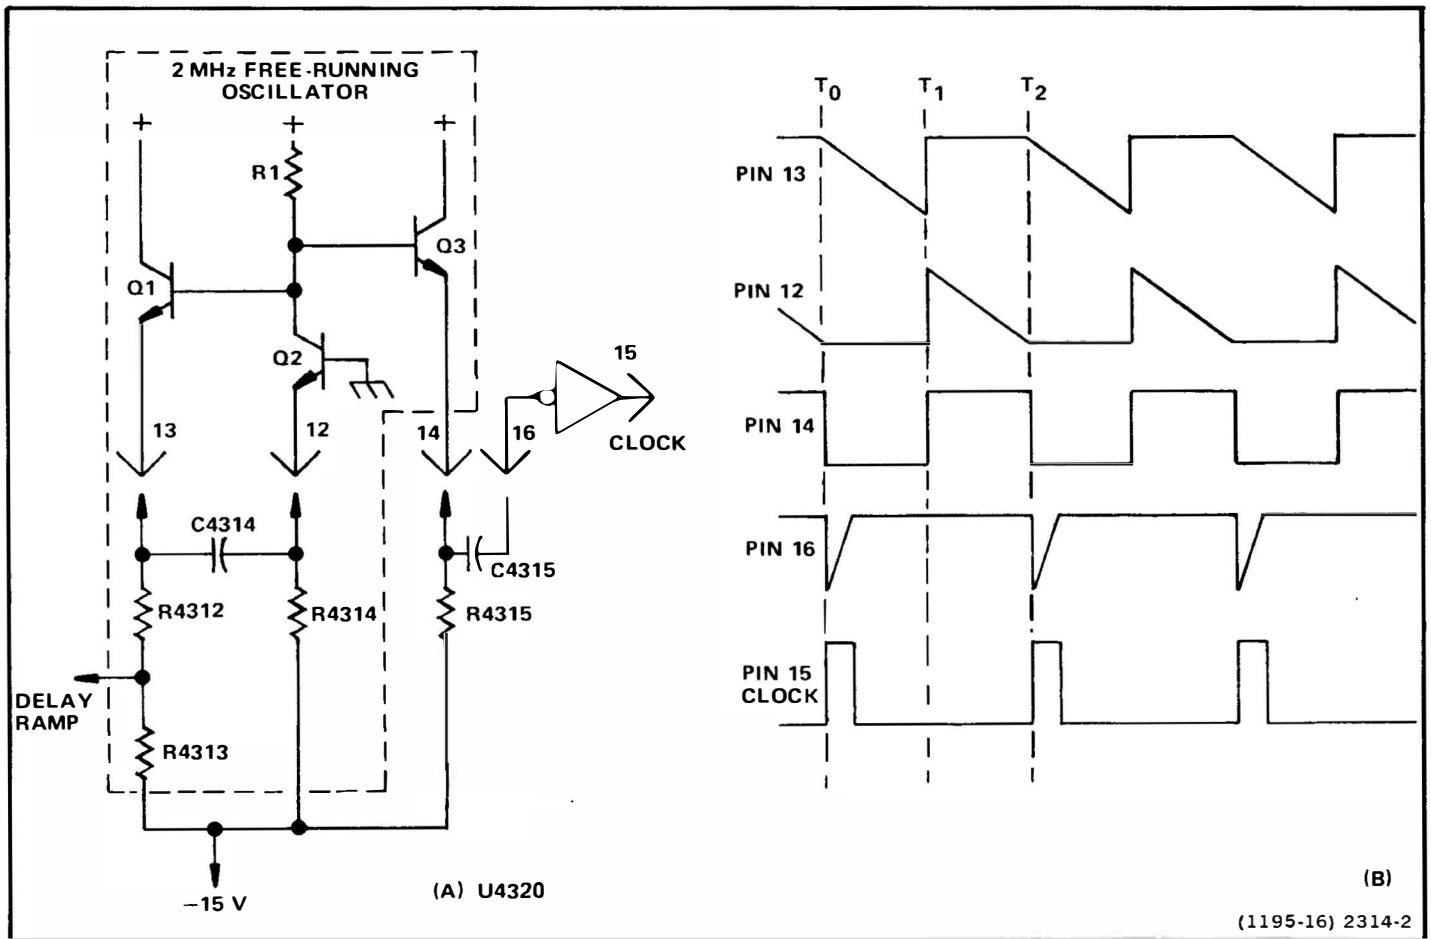 2 MHz FREE-RUNNING
OSCILLATOR
+ + +
R1
Q1
Q3
Q2
13
12
14
16
15
CLOCK
C4314
C4315
R4312
R4314
R4315
DELAY
RAMP
R4313
−15 V
(A) U4320
T0 T1 T2
PIN 13
PIN 12
PIN 14
PIN 16
PIN 15
CLOCK
(B)
(1195-16) 2314-2